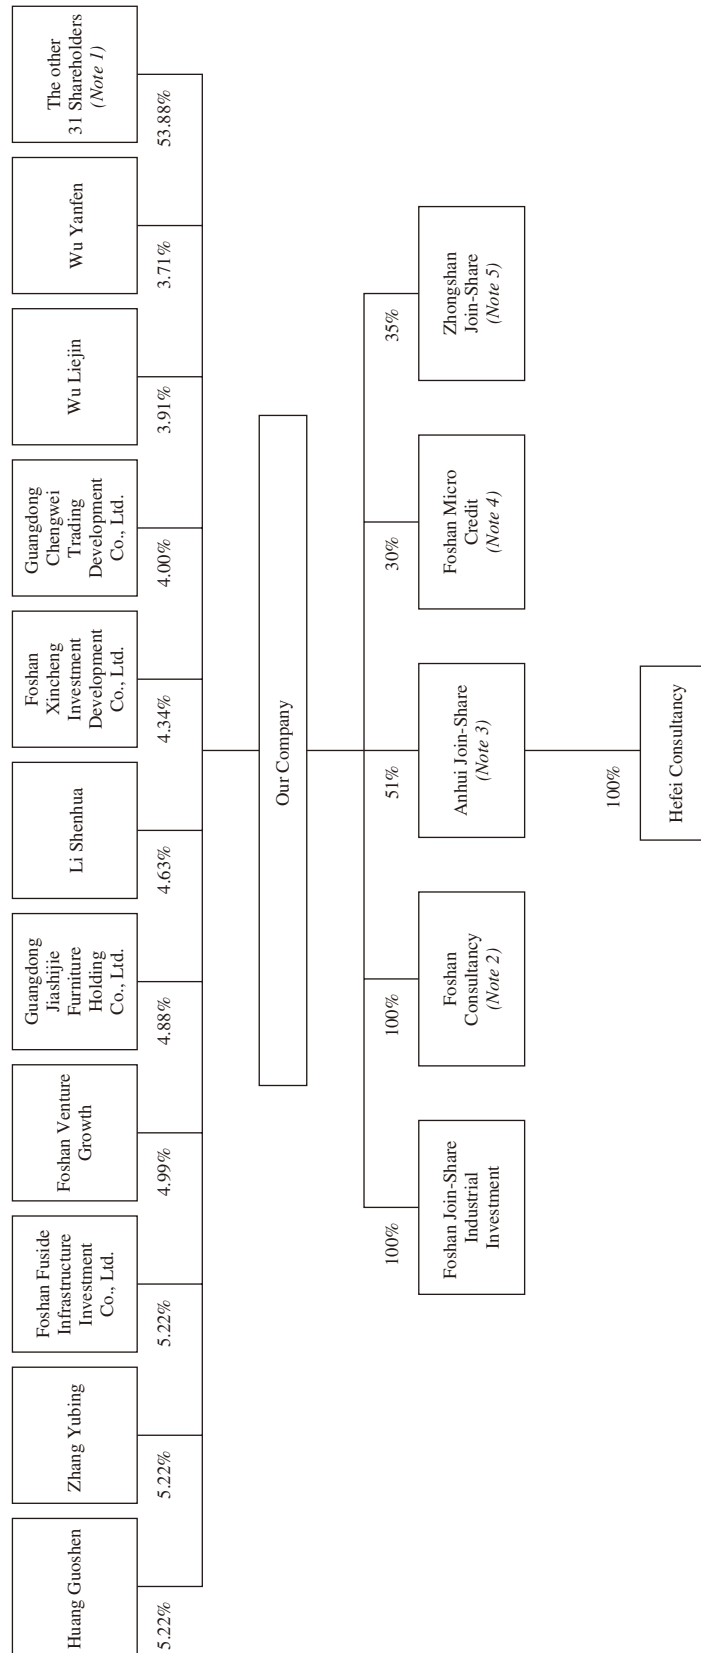 Huang Guoshen
Zhang Yubing
Foshan Fuside
Infrastructure
Investment
Co., Ltd.
Foshan Venture
Growth
Guangdong
Jiashijie
Furniture
Holding
Co., Ltd.
Li Shenhua
Foshan
Xincheng
Investment
Development
Co., Ltd.
Guangdong
Chengwei
Trading
Development
Co., Ltd.
Wu Liejin
Wu Yanfen
The other
31 Shareholders
(Note 1)
5.22%
5.22%
5.22%
4.99%
4.88%
4.63%
4.34%
4.00%
3.91%
3.71%
53.88%
Our Company
100%
100%
51%
30%
35%
Foshan Join-Share
Industrial
Investment
Foshan
Consultancy
(Note 2)
Anhui Join-Share
(Note 3)
Foshan Micro
Credit
(Note 4)
Zhongshan
Join-Share
(Note 5)
100%
Hefei Consultancy